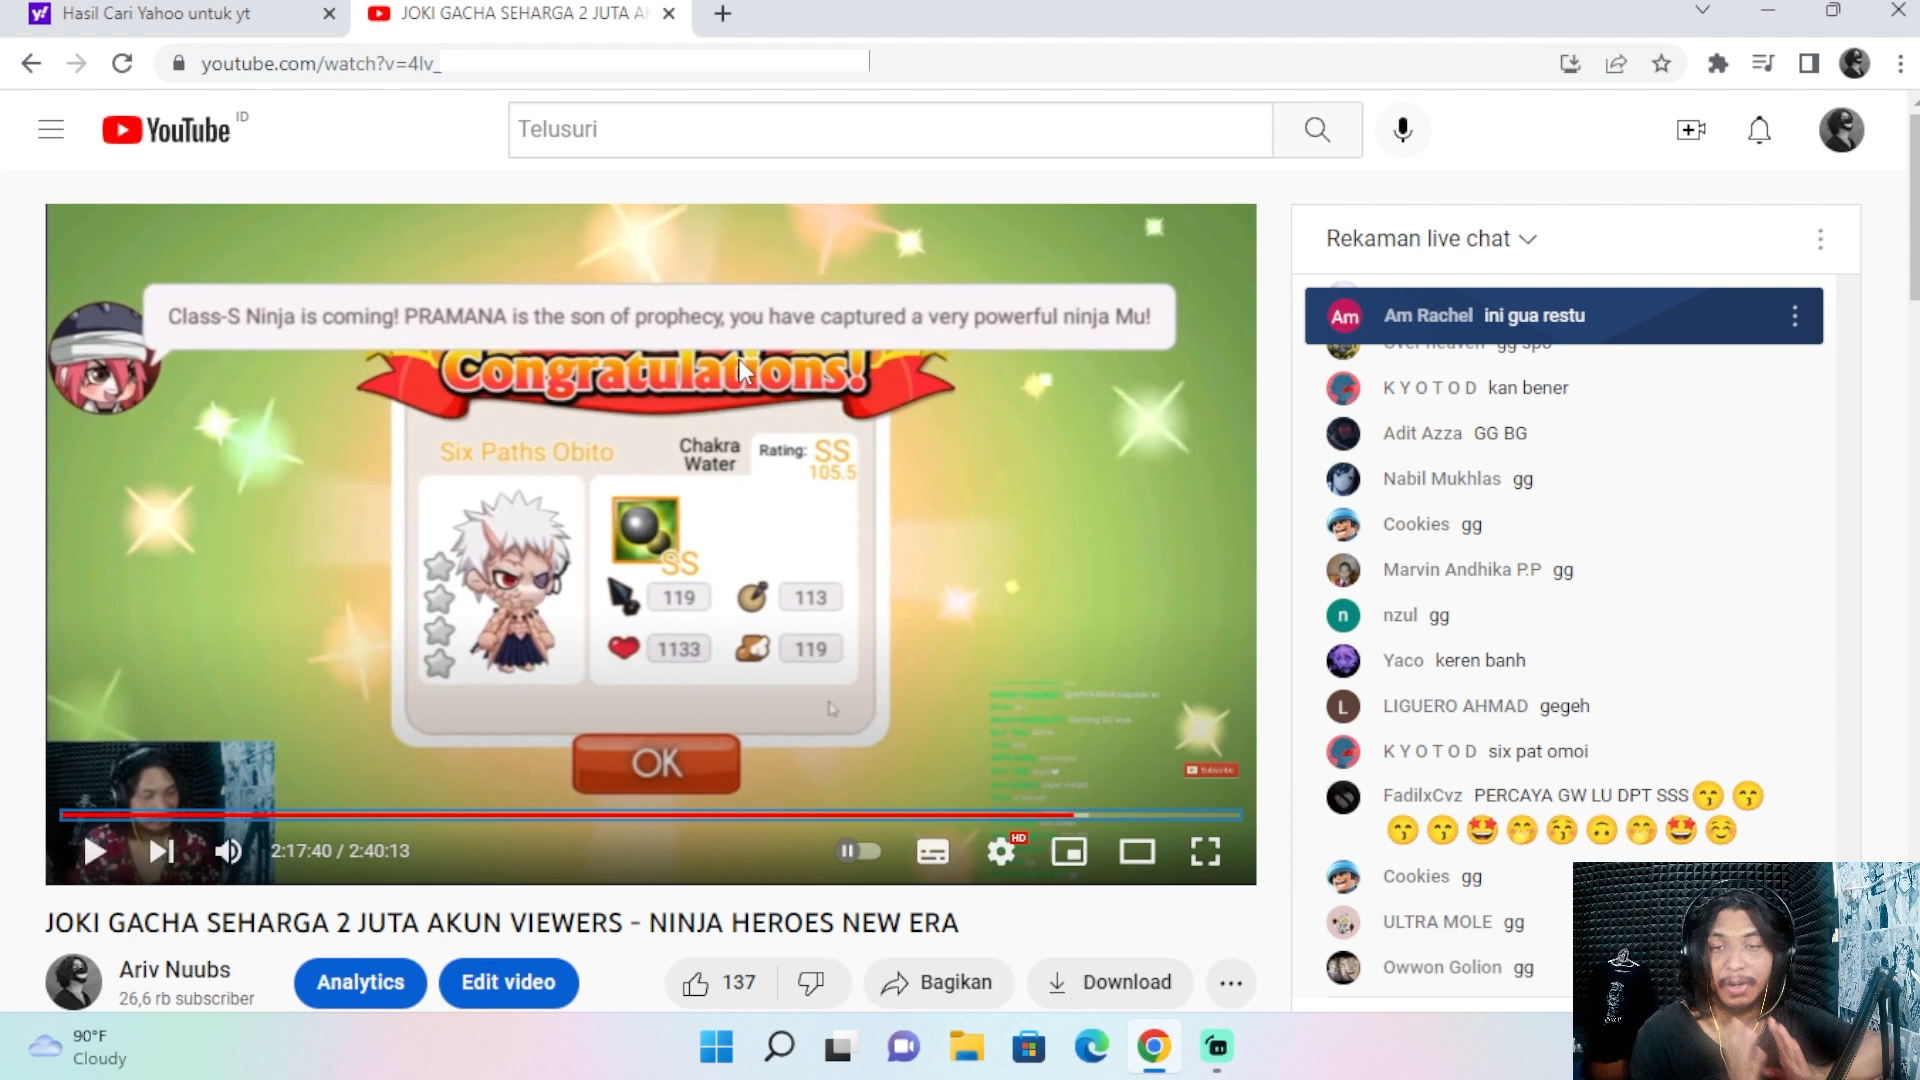 Hasil Cari Yahoo untuk yt
JOKI GACHA SEHARGA 2 JUTA A
youtube.com/watch?v=4lv_
YouTube ID
Telusuri
Class-S Ninja is coming! PRAMANA is the son of prophecy, you have captured a very powerful ninja Mu!
Congratulations!
Six Paths Obito
Chakra
Water
Rating: SS
105.5
SS
119
113
1133
119
OK
Subscribe
2:17:40 / 2:40:13
HD
JOKI GACHA SEHARGA 2 JUTA AKUN VIEWERS - NINJA HEROES NEW ERA
Ariv Nuubs
26,6 rb subscriber
Analytics
Edit video
137
Bagikan
Download
Rekaman live chat
Am Am Rachel ini gua restu
K Y O T O D kan bener
Adit Azza GG BG
Nabil Mukhlas gg
Cookies gg
Marvin Andhika P.P gg
n nzul gg
Yaco keren banh
L LIGUERO AHMAD gegeh
K Y O T O D six pat omoi
FadilxCvz PERCAYA GW LU DPT SSS😙 😙
😙 😙 🤩 🤭 😚 🙃 🤭 🤩 ☺️
Cookies gg
ULTRA MOLE gg
Owwon Golion gg
90°F
Cloudy